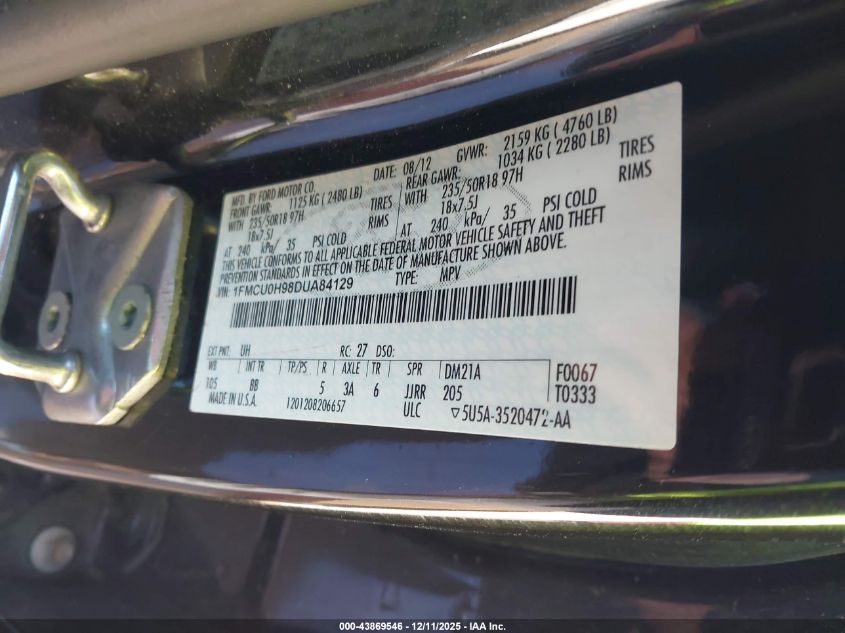 MFD. BY FORD MOTOR CO.
DATE: 08/12 GVWR: 2159 KG ( 4760 LB)
FRONT GAWR: 1125 KG ( 2480 LB) REAR GAWR: 1034 KG ( 2280 LB)
WITH 235/50R18 97H TIRES WITH 235/50R18 97H TIRES
18x7.5J RIMS 18x7.5J RIMS
AT 240 kPa/ 35 PSI COLD AT 240 kPa/ 35 PSI COLD
THIS VEHICLE CONFORMS TO ALL APPLICABLE FEDERAL MOTOR VEHICLE SAFETY AND THEFT
PREVENTION STANDARDS IN EFFECT ON THE DATE OF MANUFACTURE SHOWN ABOVE.
VIN: 1FMCU0H98DUA84129 TYPE: MPV
EXT PNT: UH RC: 27 DSO:
WB INT TR TP/PS R AXLE TR SPR DM21A F0067
105 BB 5 3A 6 JJRR 205 T0333
MADE IN U.S.A. 1201208206657 ULC ▽5U5A-3520472-AA
000-43869546 - 12/11/2025 - IAA Inc.